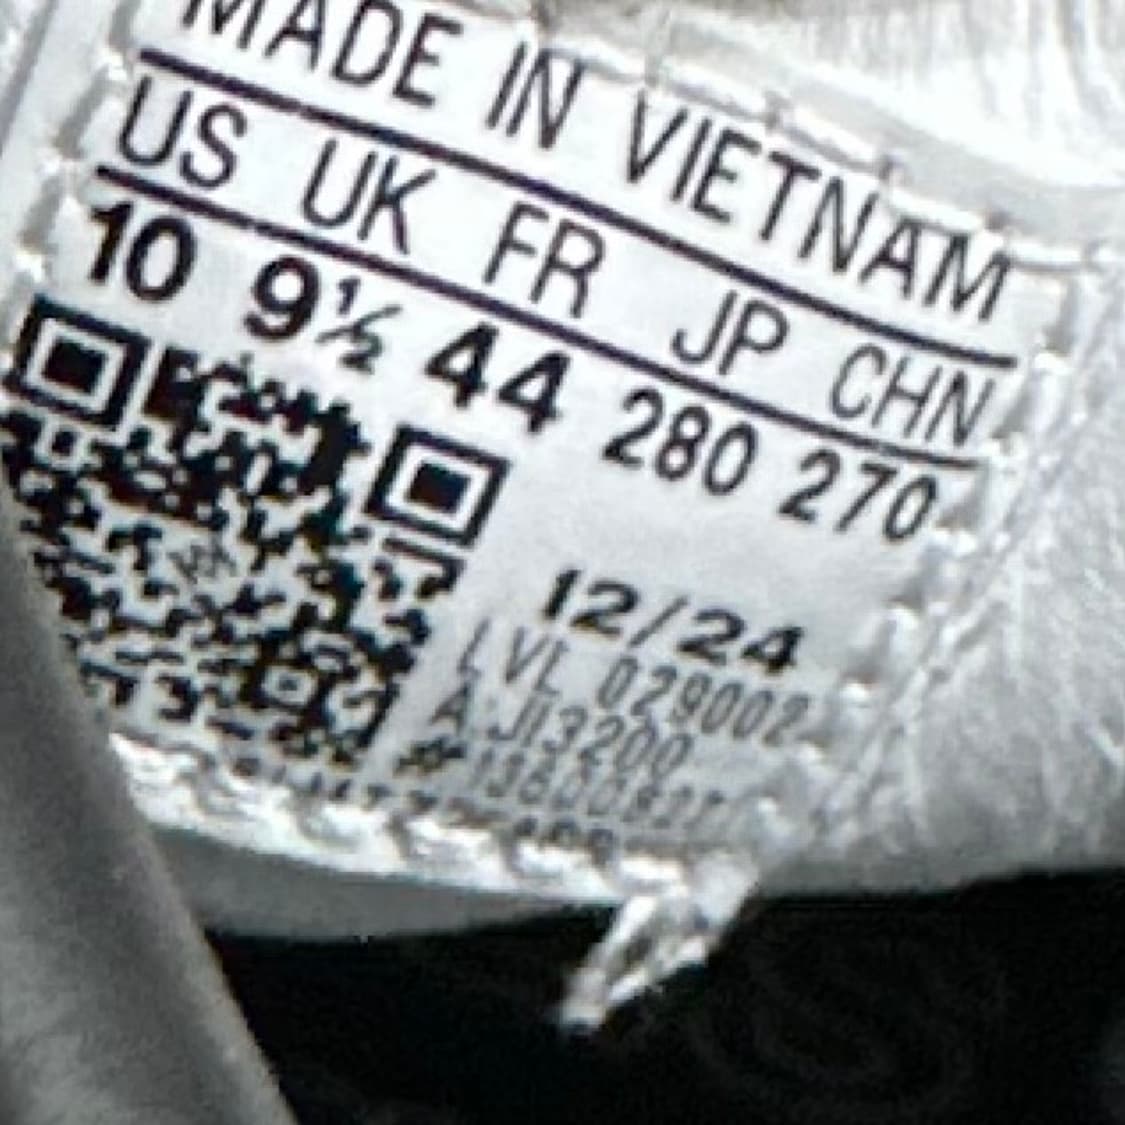 MADE IN VIETNAM
US UK FR JP CHN
10 9½ 44 280 270
12/24
LVL 029002
A: JI3200